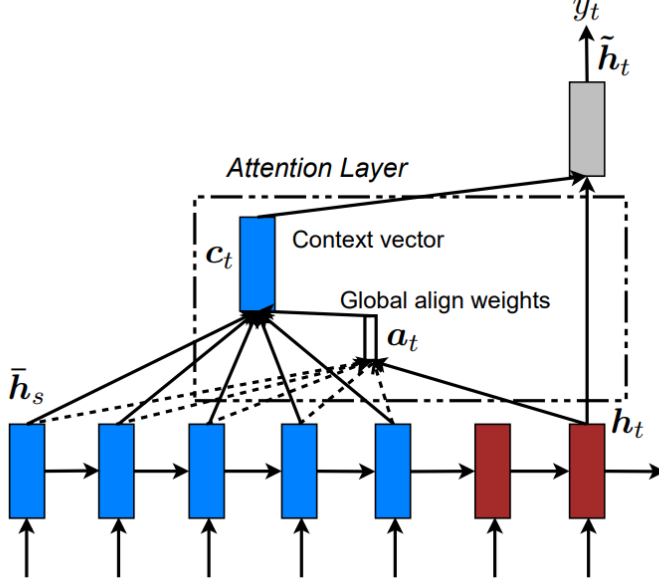 y_t
h̃_t
Attention Layer
Context vector
c_t
Global align weights
a_t
h̄_s
h_t